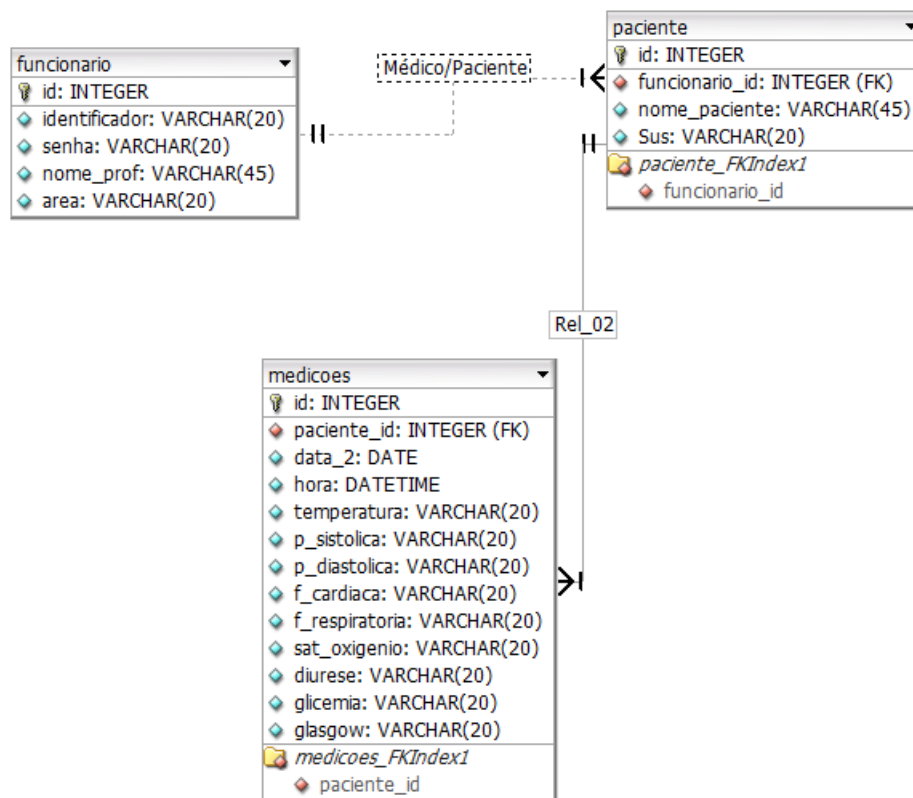 funcionario
id: INTEGER
identificador: VARCHAR(20)
senha: VARCHAR(20)
nome_prof: VARCHAR(45)
area: VARCHAR(20)
Médico/Paciente
paciente
id: INTEGER
funcionario_id: INTEGER (FK)
nome_paciente: VARCHAR(45)
Sus: VARCHAR(20)
paciente_FKIndex1
funcionario_id
Rel_02
medicoes
id: INTEGER
paciente_id: INTEGER (FK)
data_2: DATE
hora: DATETIME
temperatura: VARCHAR(20)
p_sistolica: VARCHAR(20)
p_diastolica: VARCHAR(20)
f_cardiaca: VARCHAR(20)
f_respiratoria: VARCHAR(20)
sat_oxigenio: VARCHAR(20)
diurese: VARCHAR(20)
glicemia: VARCHAR(20)
glasgow: VARCHAR(20)
medicoes_FKIndex1
paciente_id